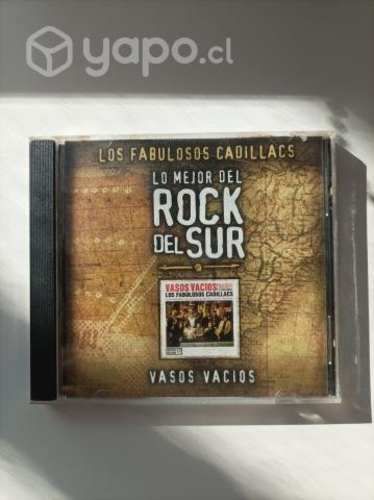 yapo.cl
LOS FABULOSOS CADILLACS
LO MEJOR DEL
ROCK
DEL SUR
VASOS VACIOS
LOS FABULOSOS CADILLACS
VASOS VACIOS